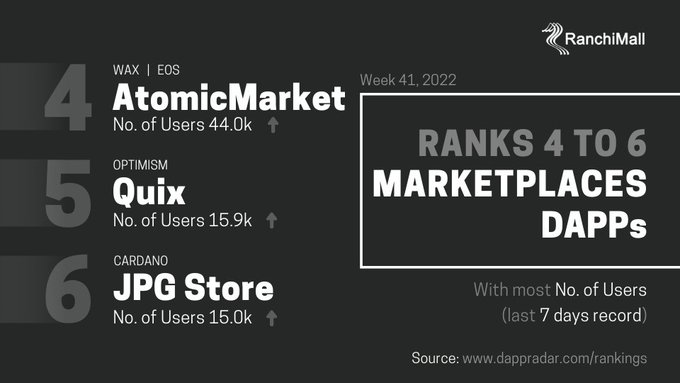 RanchiMall
Week 41, 2022
RANKS 4 TO 6
MARKETPLACES
DAPPs
4
WAX | EOS
AtomicMarket
No. of Users 44.0k ↑
5
OPTIMISM
Quix
No. of Users 15.9k ↑
6
CARDANO
JPG Store
No. of Users 15.0k ↑
With most No. of Users
(last 7 days record)
Source: www.dappradar.com/rankings